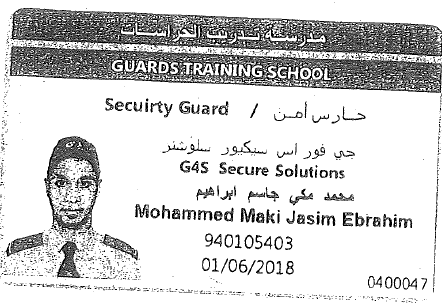 مدرسة تدريب الحراسات
GUARDS TRAINING SCHOOL
Secuirty Guard / حارس أمن
جي فور اس سيكيور سلوشنز
G4S Secure Solutions
محمد مكي جاسم ابراهيم
Mohammed Maki Jasim Ebrahim
940105403
01/06/2018
0400047